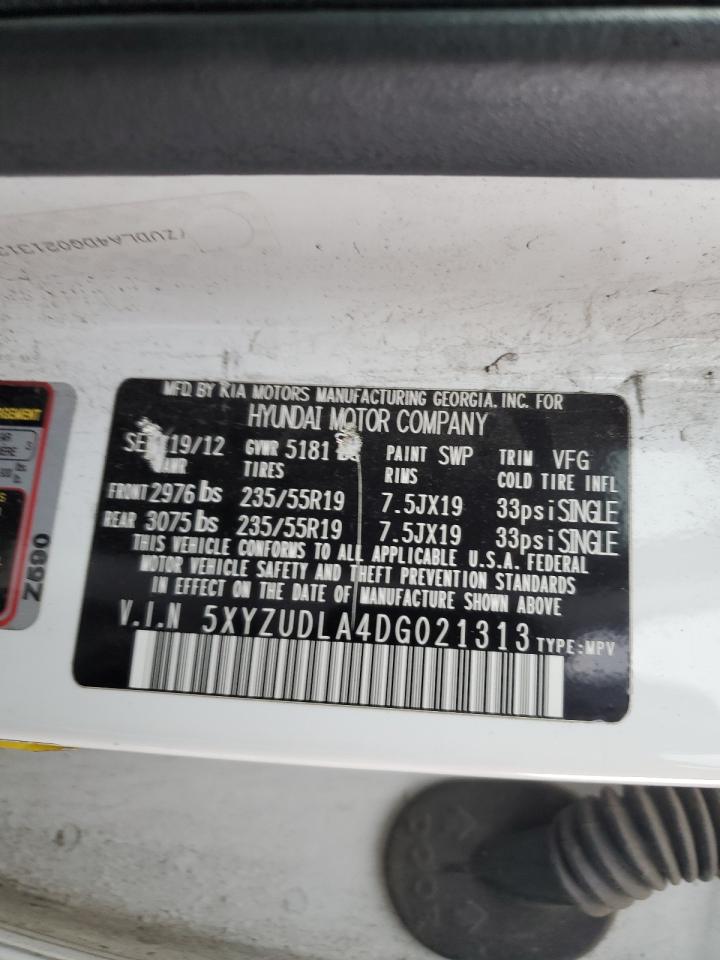 ZUDLA4DG021313
MFD. BY KIA MOTORS MANUFACTURING GEORGIA. INC. FOR
HYUNDAI MOTOR COMPANY
19/12 GVWR 5181 PAINT SWP TRIM VFG
TIRES RIMS COLD TIRE INFL
FRONT 2976 lbs 235/55R19 7.5JX19 33psi SINGLE
REAR 3075 lbs 235/55R19 7.5JX19 33psi SINGLE
THIS VEHICLE CONFORMS TO ALL APPLICABLE U.S.A. FEDERAL
MOTOR VEHICLE SAFETY AND THEFT PREVENTION STANDARDS
IN EFFECT ON THE DATE OF MANUFACTURE SHOWN ABOVE
V.I.N 5XYZUDLA4DG021313 TYPE:MPV
Z590